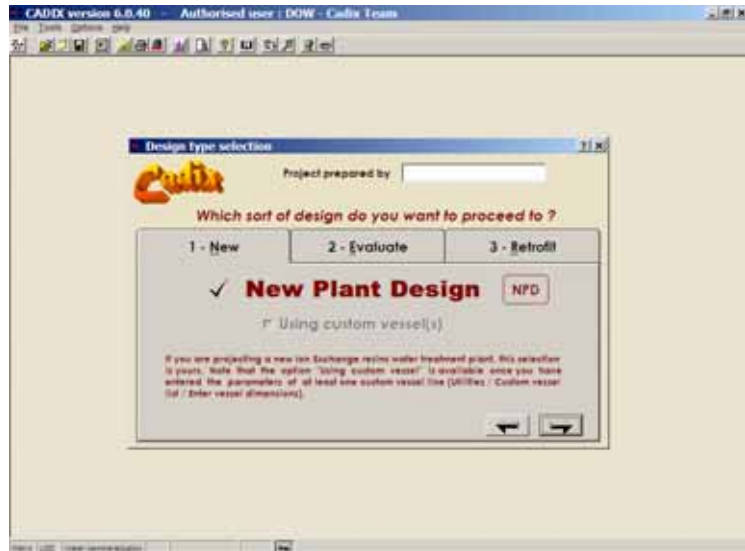 CADIX version 6.0.40 - Authorised user : DOW - Cadix Team
File Tools Options Help
Design type selection
Cadix
Project prepared by
Which sort of design do you want to proceed to ?
1 - New
2 - Evaluate
3 - Retrofit
New Plant Design
NPD
Using custom vessel(s)
If you are projecting a new Ion Exchange resins water treatment plant, this selection
is yours. Note that the option "Using custom vessel" is available once you have
entered the parameters of at least one custom vessel line (Utilities / Custom vessel
list / Enter vessel dimensions).